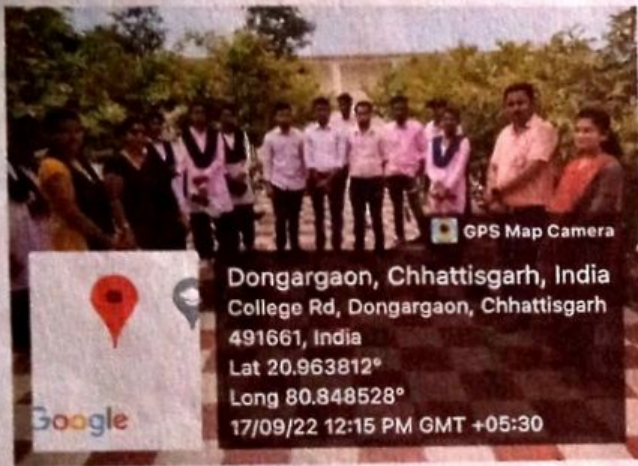 GPS Map Camera
Dongargaon, Chhattisgarh, India
College Rd, Dongargaon, Chhattisgarh
491661, India
Lat 20.963812°
Long 80.848528°
17/09/22 12:15 PM GMT +05:30
Google